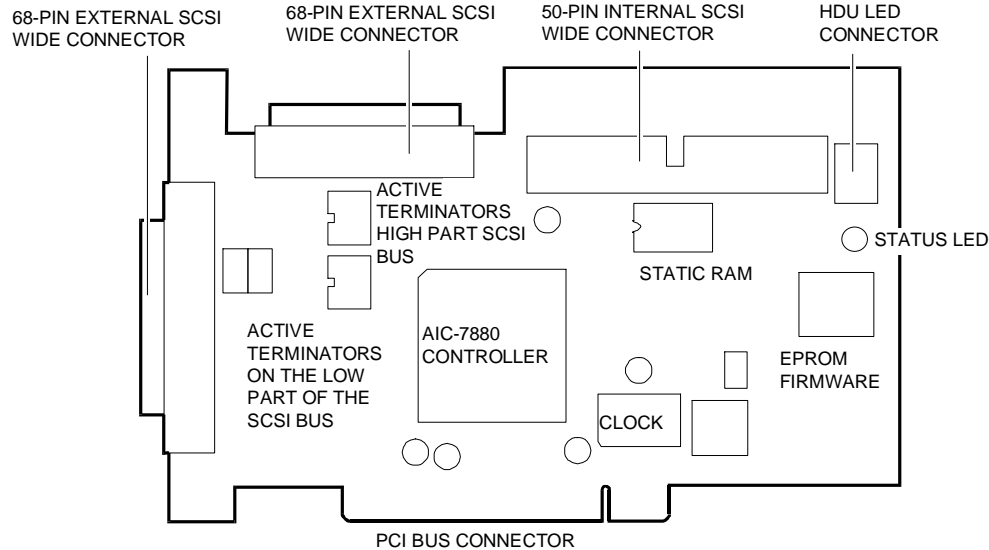 68-PIN EXTERNAL SCSI
WIDE CONNECTOR
68-PIN EXTERNAL SCSI
WIDE CONNECTOR
50-PIN INTERNAL SCSI
WIDE CONNECTOR
HDU LED
CONNECTOR
ACTIVE
TERMINATORS
HIGH PART SCSI
BUS
STATUS LED
STATIC RAM
ACTIVE
TERMINATORS
ON THE LOW
PART OF THE
SCSI BUS
AIC-7880
CONTROLLER
EPROM
FIRMWARE
CLOCK
PCI BUS CONNECTOR